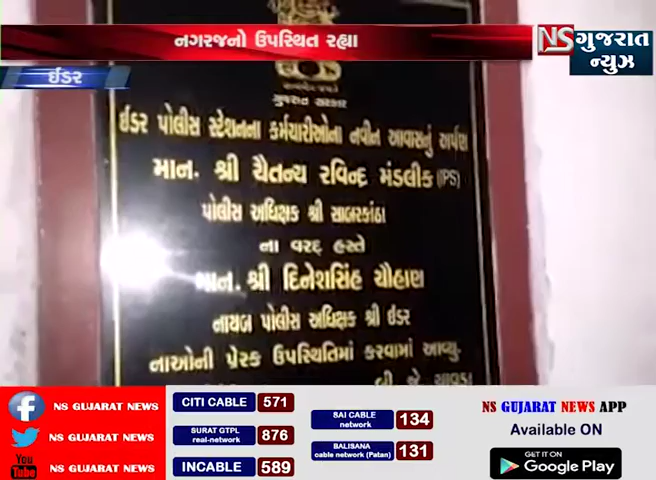 નગરજનો ઉપસ્થિત રહ્યા
NS ગુજરાત
ન્યુઝ
ઈડર
ગુજરાત સરકાર
ઈડર પોલીસ સ્ટેશનના કર્મચારીઓના નવીન આવાસનું અર્પણ
માન. શ્રી ચૈતન્ય રવિન્દ્ર મંડલીક (IPS)
પોલીસ અધિક્ષક શ્રી સાબરકાંઠા
ના વરદ્ હસ્તે
માન. શ્રી દિનેશસિંહ ચૌહાણ
નાયબ પોલીસ અધિક્ષક શ્રી ઈડર
નાઓની પ્રેરક ઉપસ્થિતિમાં કરવામાં આવ્યુ.
NS GUJARAT NEWS
NS GUJARAT NEWS
You Tube NS GUJARAT NEWS
CITI CABLE 571
SURAT GTPL real-network 876
INCABLE 589
SAI CABLE network 134
BALISANA cable network (Patan) 131
NS GUJARAT NEWS APP
Available ON
GET IT ON
Google Play